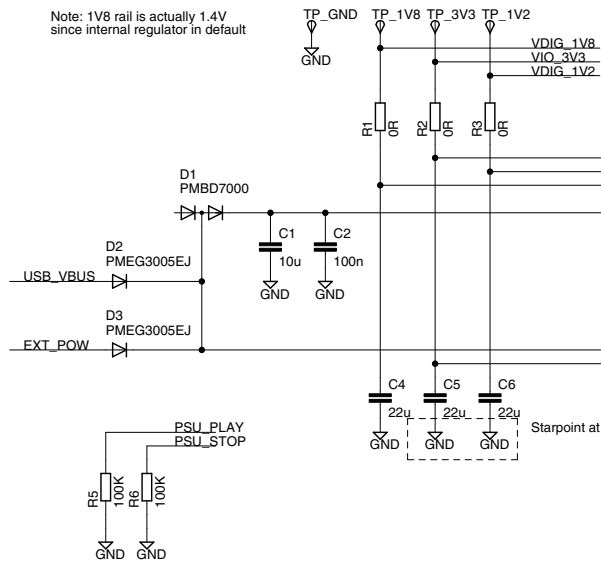 Note: 1V8 rail is actually 1.4V
since internal regulator in default
TP_GND TP_1V8 TP_3V3 TP_1V2
GND
VDIG_1V8
VIO_3V3
VDIG_1V2
R1 0R
R2 0R
R3 0R
D1
PMBD7000
D2
PMEG3005EJ
USB_VBUS
C1
10u
GND
C2
100n
GND
D3
PMEG3005EJ
EXT_POW
C4
22u
GND
C5
22u
GND
C6
22u
GND
Starpoint at
PSU_PLAY
PSU_STOP
R5 100K
R6 100K
GND
GND